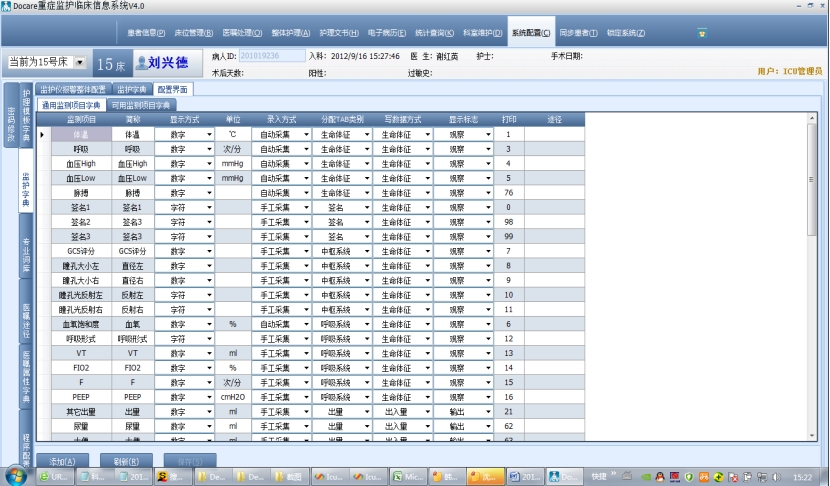 Docare重症监护临床信息系统V4.0
患者信息(P) 床位管理(B) 医嘱处理(O) 整体护理(A) 护理文书(H) 电子病历(E) 统计查询(K) 科室维护(D) 系统配置(C) 同步患者(T) 锁定系统(Z)
当前为15号床 15床 刘兴德 病人ID: 201019236 入科: 2012/9/16 15:27:46 医 生: 谢红英 护士: 手术日期:
术后天数: 阳性: 过敏史: 用户: ICU管理员
监护仪报警整体配置 监护字典 配置界面
通用监测项目字典 可用监测项目字典
密码修改
护理模板字典
监护字典
专业词库
医嘱途径
医嘱属性字典
程序配置
监测项目 简称 显示方式 单位 录入方式 分配TAB类别 写数据方式 显示标志 打印 途径
体温 体温 数字 ℃ 自动采集 生命体征 生命体征 观察 1
呼吸 呼吸 数字 次/分 自动采集 生命体征 生命体征 观察 3
血压High 血压High 数字 mmHg 自动采集 生命体征 生命体征 观察 4
血压Low 血压Low 数字 mmHg 自动采集 生命体征 生命体征 观察 5
脉搏 脉搏 数字 自动采集 生命体征 生命体征 观察 76
签名1 签名1 字符 手工采集 签名 生命体征 观察 0
签名2 签名3 字符 手工采集 签名 生命体征 观察 98
签名3 签名3 字符 手工采集 签名 生命体征 观察 99
GCS评分 GCS评分 数字 手工采集 中枢系统 生命体征 观察 7
瞳孔大小左 直径左 数字 手工采集 中枢系统 生命体征 观察 8
瞳孔大小右 直径右 数字 手工采集 中枢系统 生命体征 观察 9
瞳孔光反射左 反射左 字符 手工采集 中枢系统 生命体征 观察 10
瞳孔光反射右 反射右 字符 手工采集 中枢系统 生命体征 观察 11
血氧饱和度 血氧 数字 % 自动采集 呼吸系统 生命体征 观察 6
呼吸形式 呼吸形式 字符 手工采集 呼吸系统 生命体征 观察 12
VT VT 数字 ml 手工采集 呼吸系统 生命体征 观察 13
FIO2 FIO2 数字 % 手工采集 呼吸系统 生命体征 观察 14
F F 数字 次/分 手工采集 呼吸系统 生命体征 观察 15
PEEP PEEP 数字 cmH2O 手工采集 呼吸系统 生命体征 观察 16
其它出量 出量 数字 ml 手工采集 出量 出入量 输出 21
尿量 尿量 数字 ml 手工采集 出量 出入量 输出 62
大便 大便 数字 ml 手工采集 出量 出入量 输出 63
添加(A) 刷新(R) 保存(S)
UR... 科... 201... De... De... 截图 Icu... Icu... Mic... 201... Do... 快捷 15:22